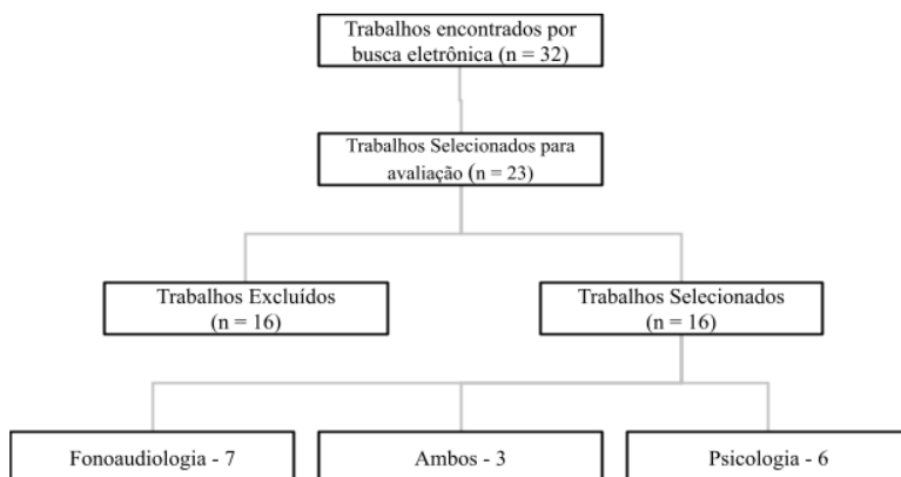 Trabalhos encontrados por
busca eletrônica (n = 32)
Trabalhos Selecionados para
avaliação (n = 23)
Trabalhos Excluídos
(n = 16)
Trabalhos Selecionados
(n = 16)
Fonoaudiologia - 7
Ambos - 3
Psicologia - 6